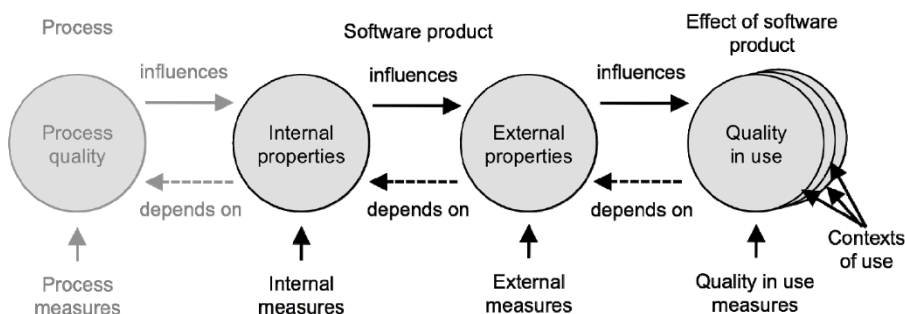 Process
Software product
Effect of software
product
influences
influences
influences
Process
quality
Internal
properties
External
properties
Quality
in use
depends on
depends on
depends on
Contexts
of use
Process
measures
Internal
measures
External
measures
Quality in use
measures